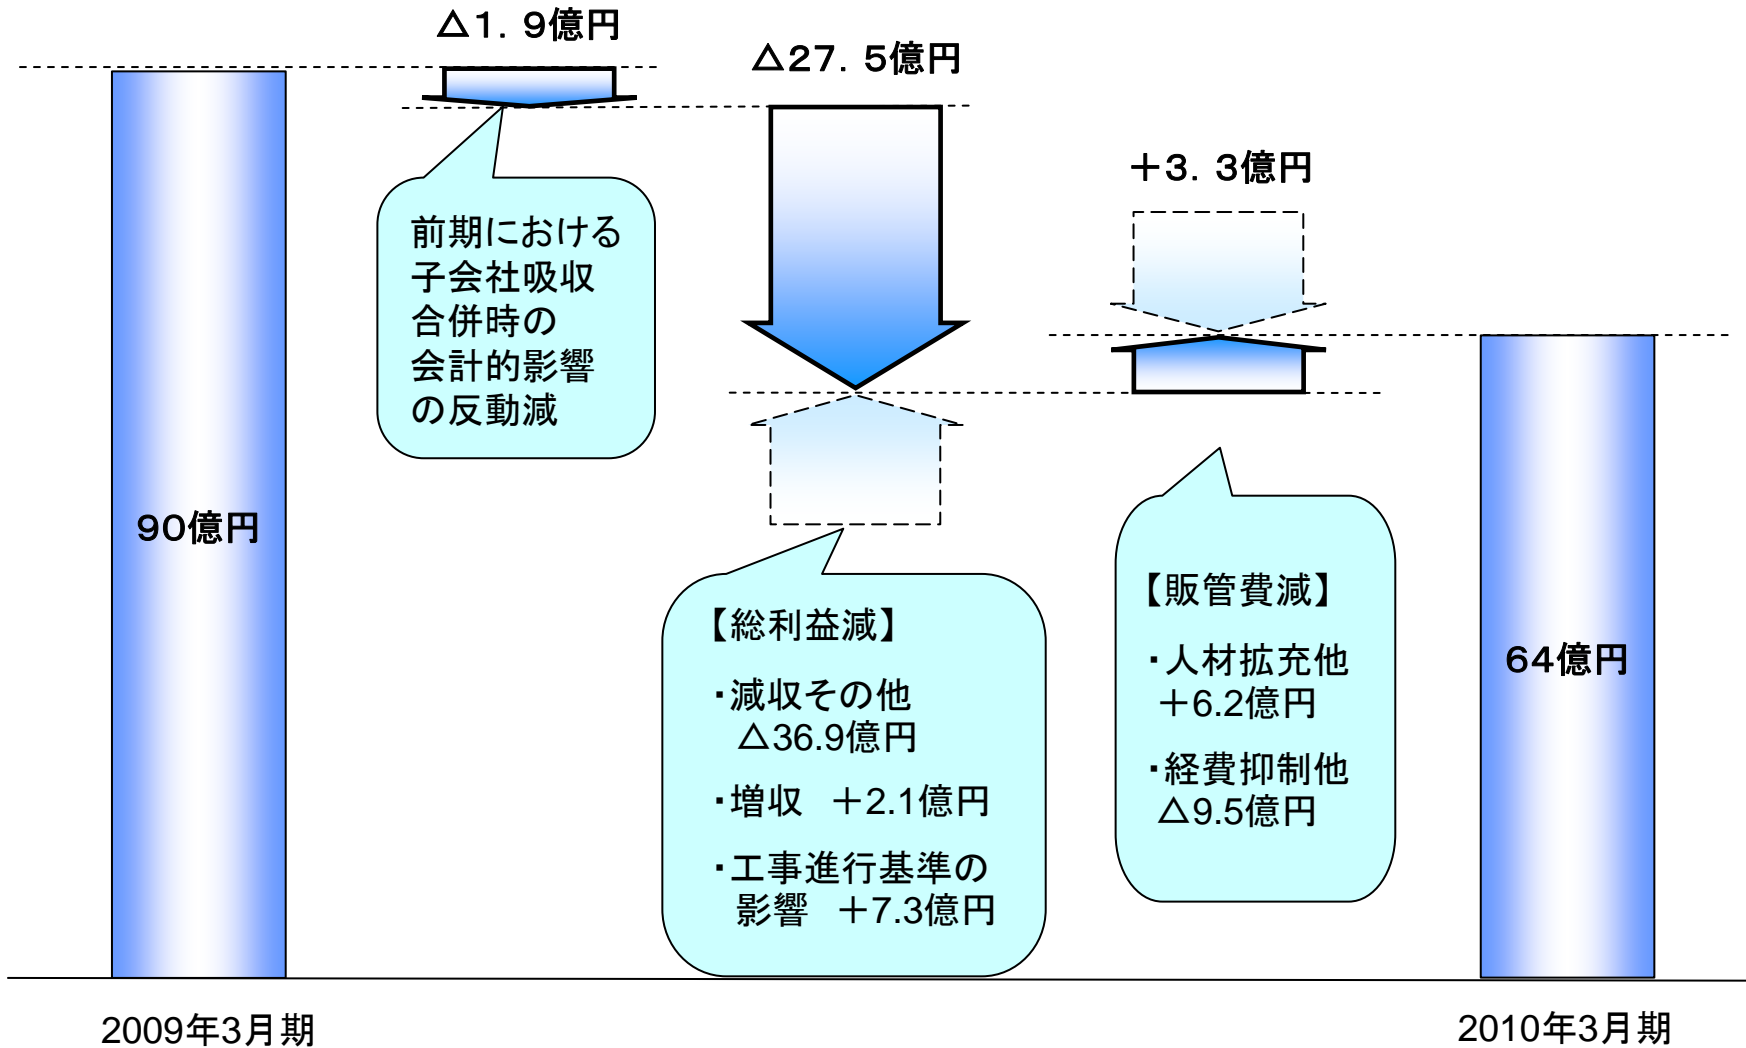 △1．9億円
△27．5億円
＋3．3億円
前期における
子会社吸収
合併時の
会計的影響
の反動減
90億円
【総利益減】
・減収その他
△36.9億円
・増収　＋2.1億円
・工事進行基準の
影響　＋7.3億円
【販管費減】
・人材拡充他
＋6.2億円
・経費抑制他
△9.5億円
64億円
2009年3月期
2010年3月期